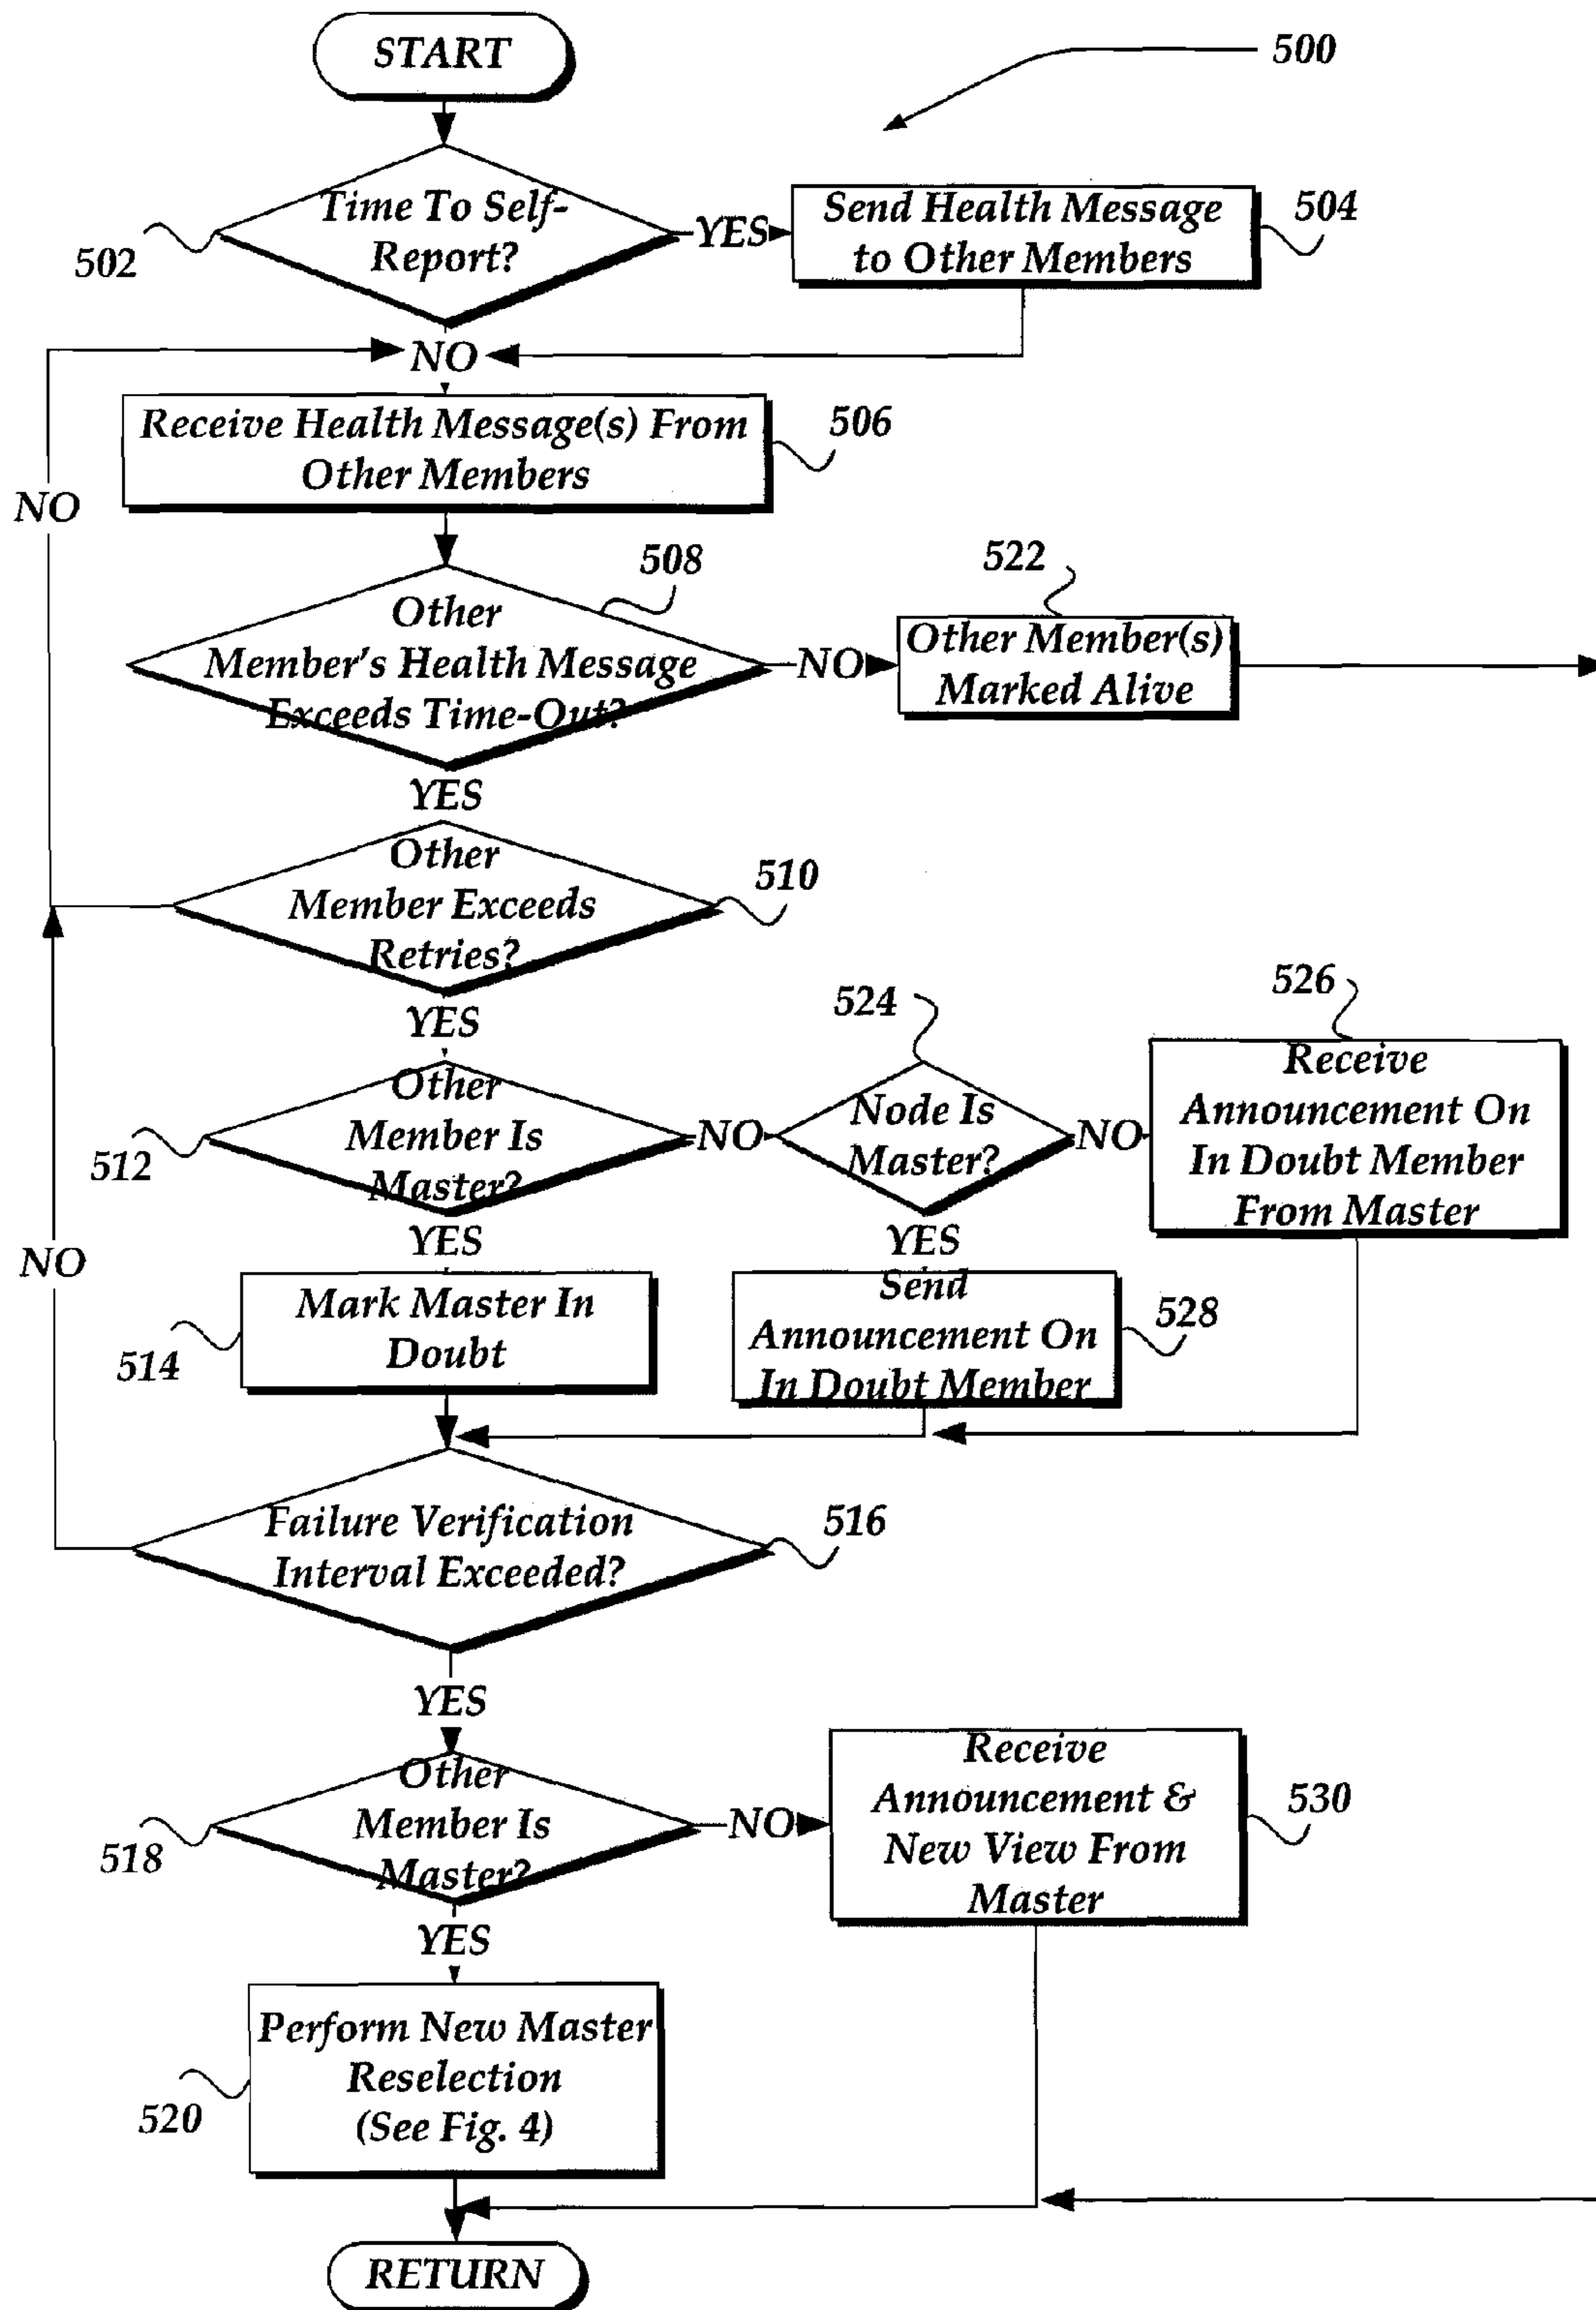 START
500
Time To Self-
Report?
502
YES
Send Health Message
to Other Members
504
NO
Receive Health Message(s) From
Other Members
506
NO
Other
Member's Health Message
Exceeds Time-Out?
508
NO
522
Other Member(s)
Marked Alive
YES
Other
Member Exceeds
Retries?
510
YES
Other
Member Is
Master?
512
NO
524
Node Is
Master?
NO
526
Receive
Announcement On
In Doubt Member
From Master
YES
YES
NO
Mark Master In
Doubt
514
Send
Announcement On
In Doubt Member
528
Failure Verification
Interval Exceeded?
516
YES
Other
Member Is
Master?
518
NO
Receive
Announcement &
New View From
Master
530
YES
Perform New Master
Reselection
(See Fig. 4)
520
RETURN